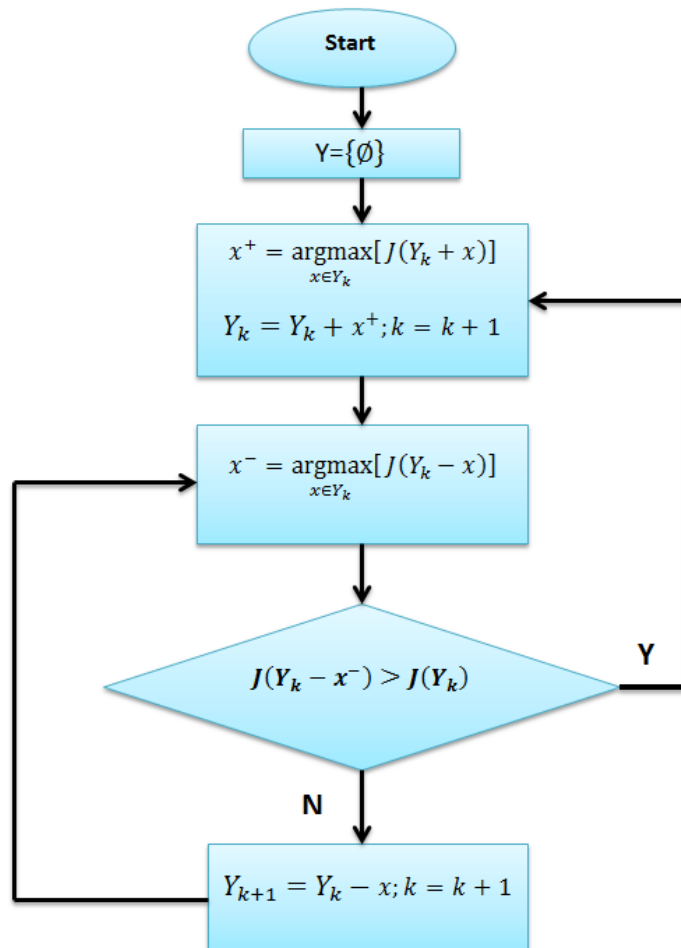 Start
Y={∅}
x⁺ = argmax[J(Yₖ + x)]
x∈Yₖ
Yₖ = Yₖ + x⁺; k = k + 1
x⁻ = argmax[J(Yₖ − x)]
x∈Yₖ
J(Yₖ − x⁻) > J(Yₖ)
Y
N
Yₖ₊₁ = Yₖ − x; k = k + 1